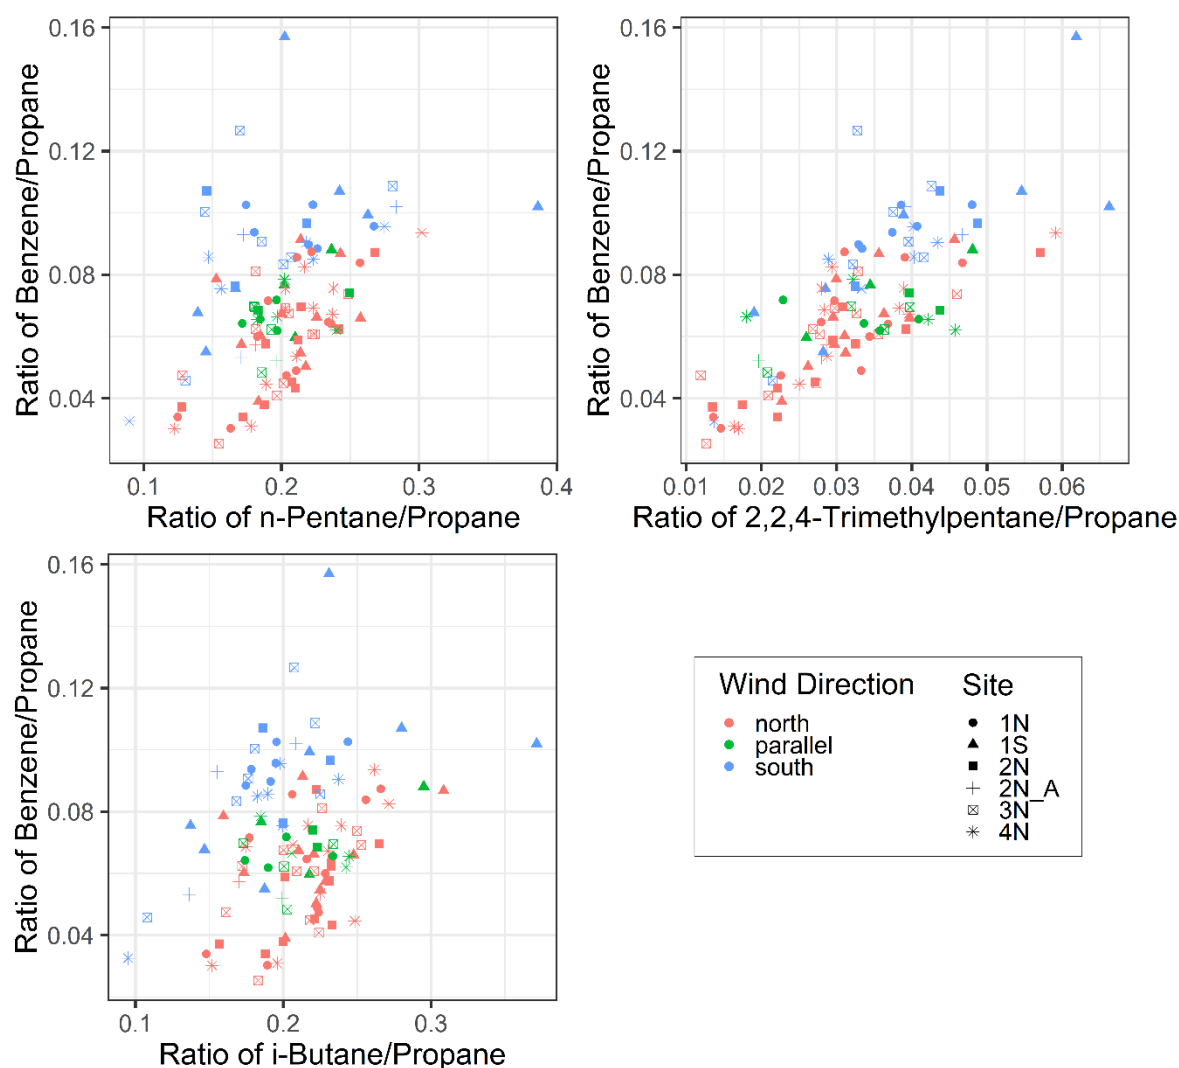 0.16
0.12
0.08
0.04
Ratio of Benzene/Propane
0.1 0.2 0.3 0.4
Ratio of n-Pentane/Propane
0.16
0.12
0.08
0.04
Ratio of Benzene/Propane
0.01 0.02 0.03 0.04 0.05 0.06
Ratio of 2,2,4-Trimethylpentane/Propane
0.16
0.12
0.08
0.04
Ratio of Benzene/Propane
0.1 0.2 0.3
Ratio of i-Butane/Propane
Wind Direction
north
parallel
south
Site
1N
1S
2N
2N_A
3N
4N